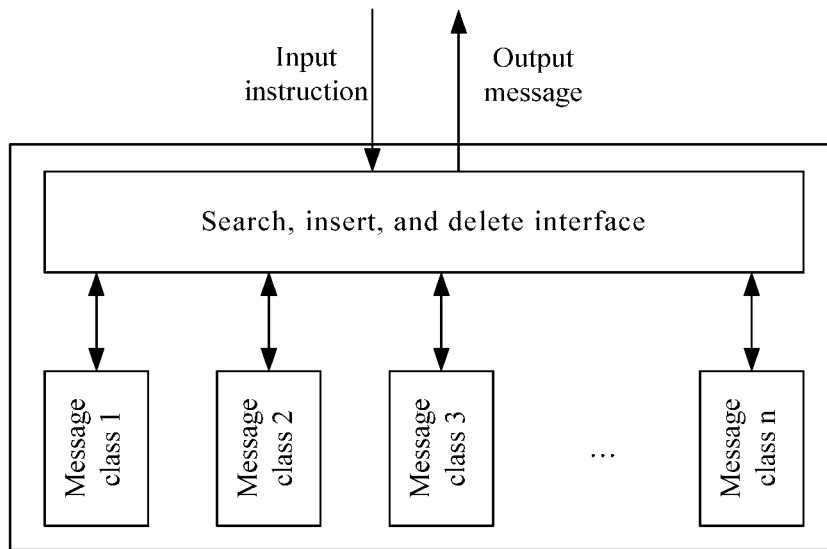 Input
instruction
Output
message
Search, insert, and delete interface
Message
class 1
Message
class 2
Message
class 3
...
Message
class n